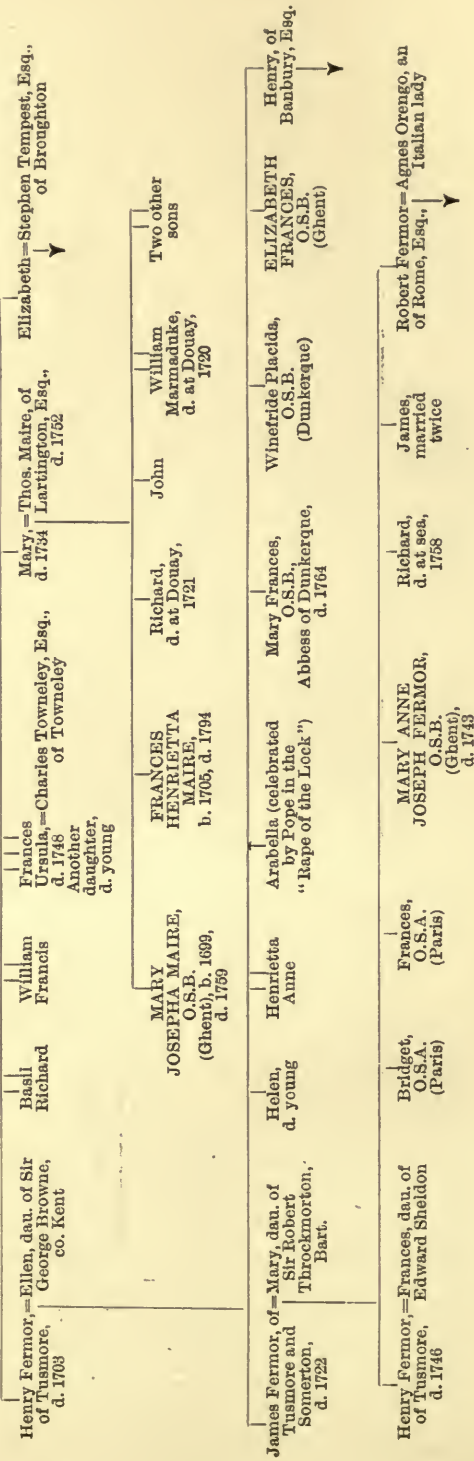 Henry Fermor,=Ellen, dau. of Sir
of Tusmore, George Browne,
d. 1703 co. Kent
Basil
Richard
William
Francis
Frances
Ursula,=Charles Towneley, Esq.,
d. 1748 of Towneley
Another
daughter,
d. young
Mary,=Thos. Maire, of
d. 1734 Lartington, Esq.,
d. 1752
Elizabeth=Stephen Tempest, Esq.,
of Broughton
MARY
JOSEPHA MAIRE,
O.S.B.
(Ghent), b. 1699,
d. 1759
FRANCES
HENRIETTA
MAIRE,
b. 1705, d. 1794
Richard,
d. at Douay,
1721
John
William
Marmaduke,
d. at Douay,
1720
Two other
sons
James Fermor, of=Mary, dau. of
Tusmore and Sir Robert
Somerton, Throckmorton,
d. 1722 Bart.
Helen,
d. young
Henrietta
Anne
Arabella (celebrated
by Pope in the
"Rape of the Lock")
Mary Frances,
O.S.B.,
Abbess of Dunkerque,
d. 1764
Winefride Placida,
O.S.B.
(Dunkerque)
ELIZABETH
FRANCES,
O.S.B.
(Ghent)
Henry, of
Banbury, Esq.
Henry Fermor,=Frances, dau. of
of Tusmore, Edward Sheldon
d. 1746
Bridget,
O.S.A.
(Paris)
Frances,
O.S.A.
(Paris)
MARY ANNE
JOSEPH FERMOR,
O.S.B.
(Ghent),
d. 1743
Richard,
d. at sea,
1758
James,
married
twice
Robert Fermor=Agnes Orengo, an
of Rome, Esq., Italian lady